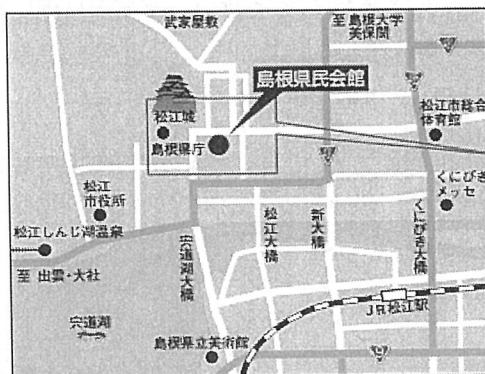 武家屋敷
至 島根大学
美保関
島根県民会館
松江城
島根県庁
松江市総合
体育館
くにびき
メッセ
松江
市役所
松江しんじ湖温泉
至 出雲・大社
宍道湖大橋
松江大橋
新大橋
くにびき大橋
宍道湖
JR松江駅
島根県立美術館